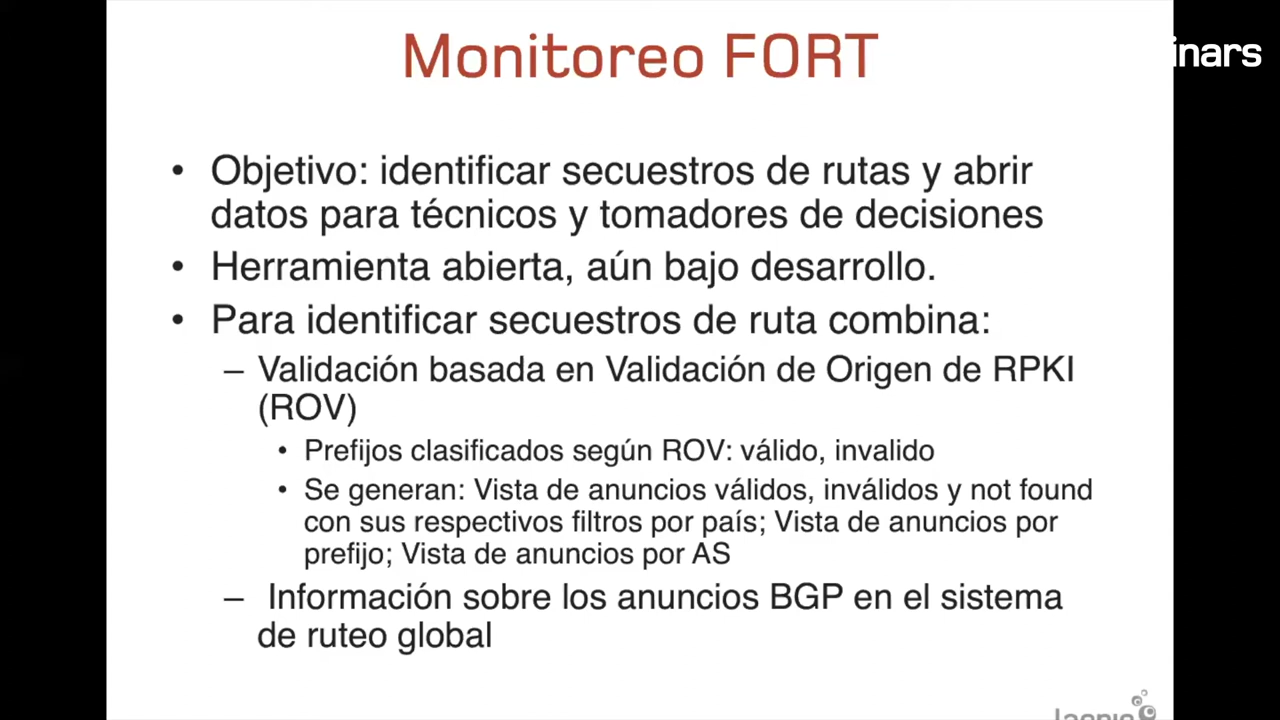 Monitoreo FORT
inars
• Objetivo: identificar secuestros de rutas y abrir
datos para técnicos y tomadores de decisiones
• Herramienta abierta, aún bajo desarrollo.
• Para identificar secuestros de ruta combina:
– Validación basada en Validación de Origen de RPKI
(ROV)
• Prefijos clasificados según ROV: válido, invalido
• Se generan: Vista de anuncios válidos, inválidos y not found
con sus respectivos filtros por país; Vista de anuncios por
prefijo; Vista de anuncios por AS
– Información sobre los anuncios BGP en el sistema
de ruteo global